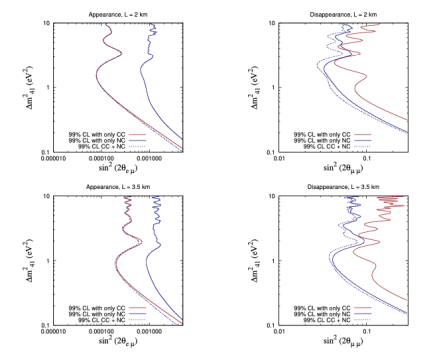 Appearance, L = 2 km
10
1
0.1
Δm²₄₁ (eV²)
99% CL with only CC
99% CL with only NC
99% CL CC + NC
0.000010 0.000100 0.001000
sin² (2θₑ μ)
Disappearance, L = 2 km
10
1
0.1
Δm²₄₁ (eV²)
99% CL with only CC
99% CL with only NC
99% CL CC + NC
0.01 0.1
sin² (2θμ μ)
Appearance, L = 3.5 km
10
1
0.1
Δm²₄₁ (eV²)
99% CL with only CC
99% CL with only NC
99% CL CC + NC
0.000010 0.000100 0.001000
sin² (2θₑ μ)
Disappearance, L = 3.5 km
10
1
0.1
Δm²₄₁ (eV²)
99% CL with only CC
99% CL with only NC
99% CL CC + NC
0.01 0.1
sin² (2θμ μ)